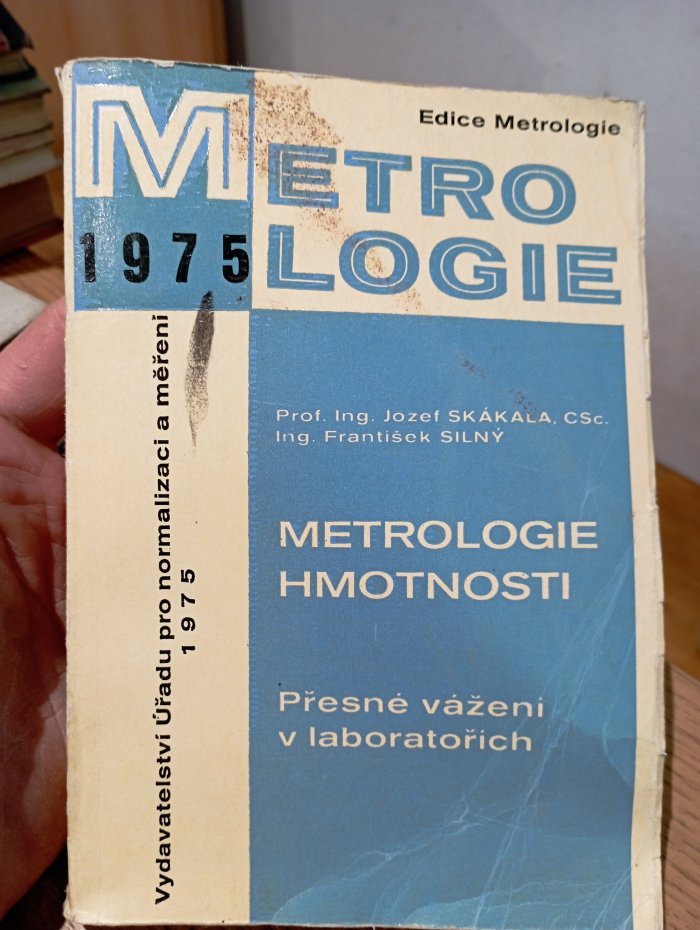 Edice Metrologie
METRO
LOGIE
1975
Prof. Ing. Jozef SKÁKALA, CSc.
Ing. František SILNÝ
METROLOGIE
HMOTNOSTI
Přesné vážení
v laboratořích
Vydavatelství Úřadu pro normalizaci a měření
1975